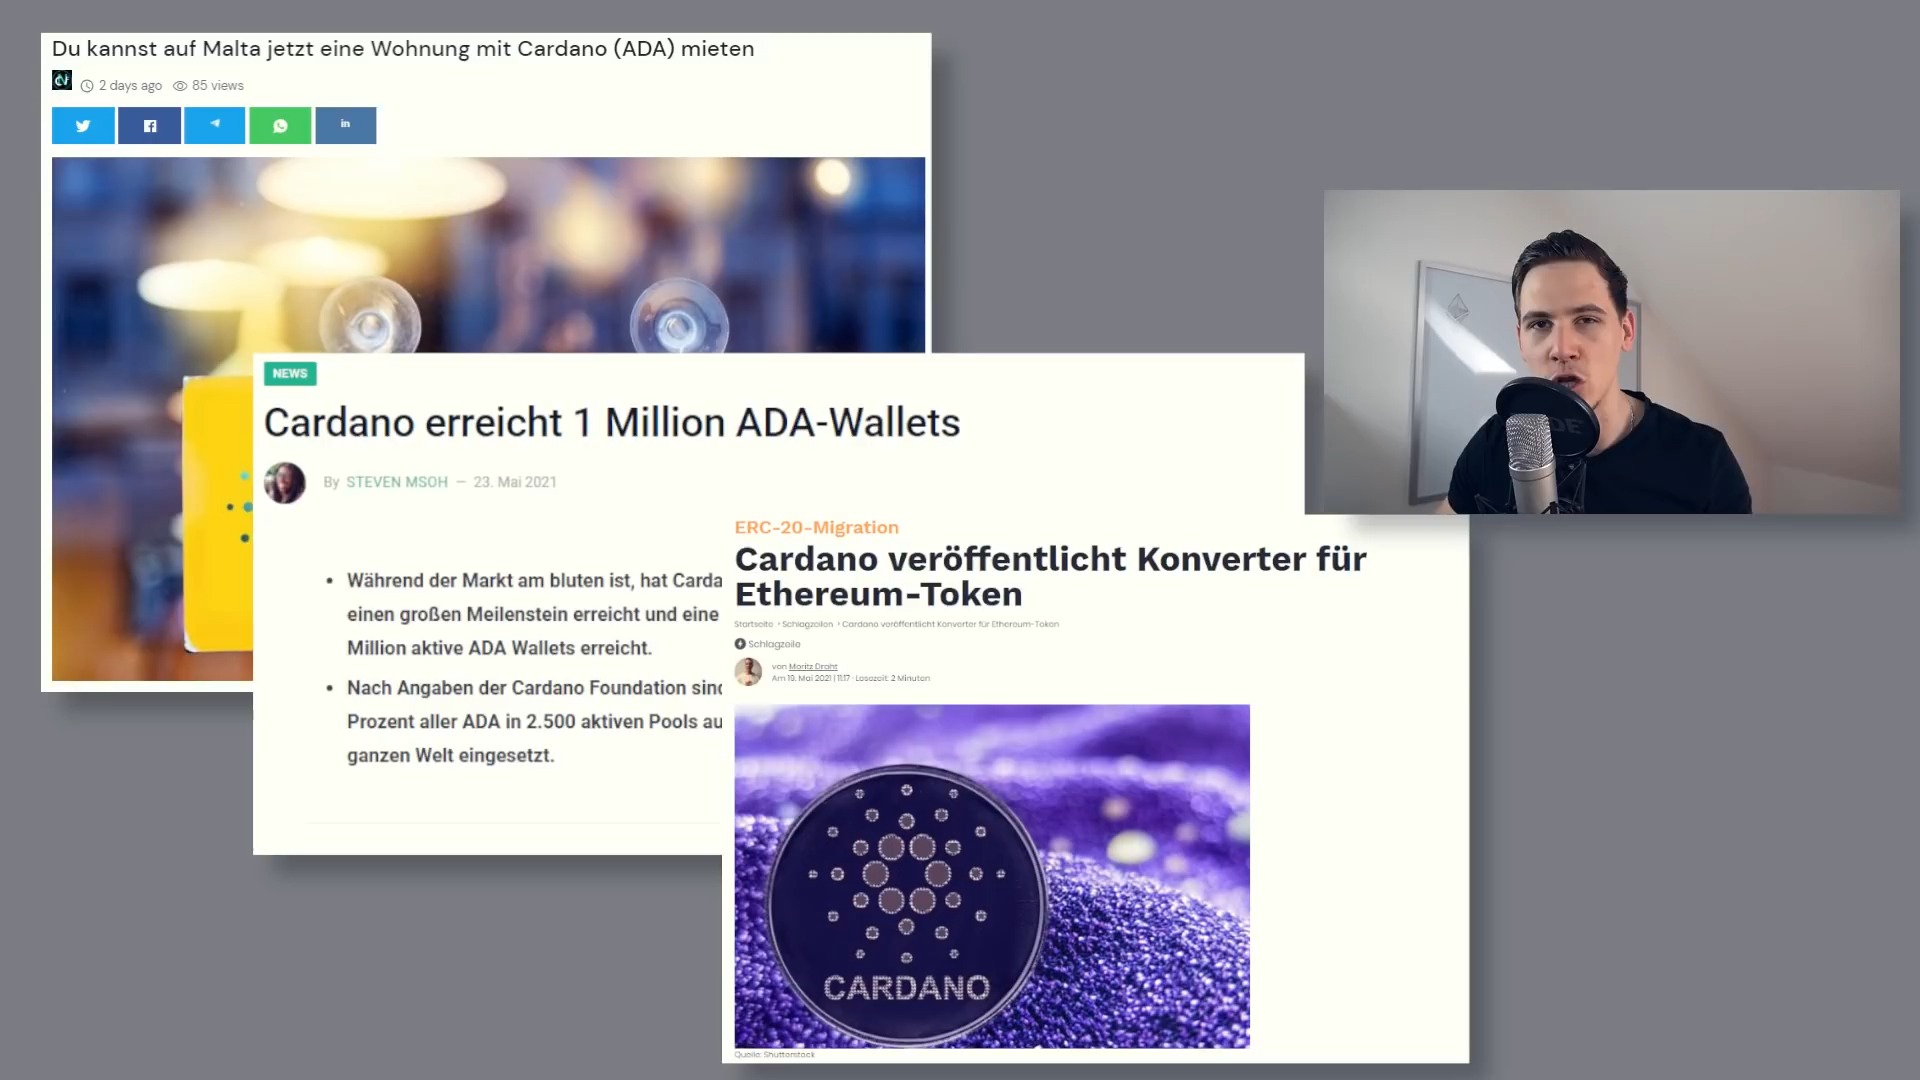 Du kannst auf Malta jetzt eine Wohnung mit Cardano (ADA) mieten
2 days ago 85 views
in
NEWS
Cardano erreicht 1 Million ADA-Wallets
By STEVEN MSOH — 23. Mai 2021
• Während der Markt am bluten ist, hat Carda
einen großen Meilenstein erreicht und eine
Million aktive ADA Wallets erreicht.
• Nach Angaben der Cardano Foundation sind
Prozent aller ADA in 2.500 aktiven Pools au
ganzen Welt eingesetzt.
ERC-20-Migration
Cardano veröffentlicht Konverter für
Ethereum-Token
Startseite › Schlagzeilen › Cardano veröffentlicht Konverter für Ethereum-Token
Schlagzeile
von Moritz Draht
Am 19. Mai 2021 | 11:17 · Lesezeit: 2 Minuten
CARDANO
Quelle: Shutterstock